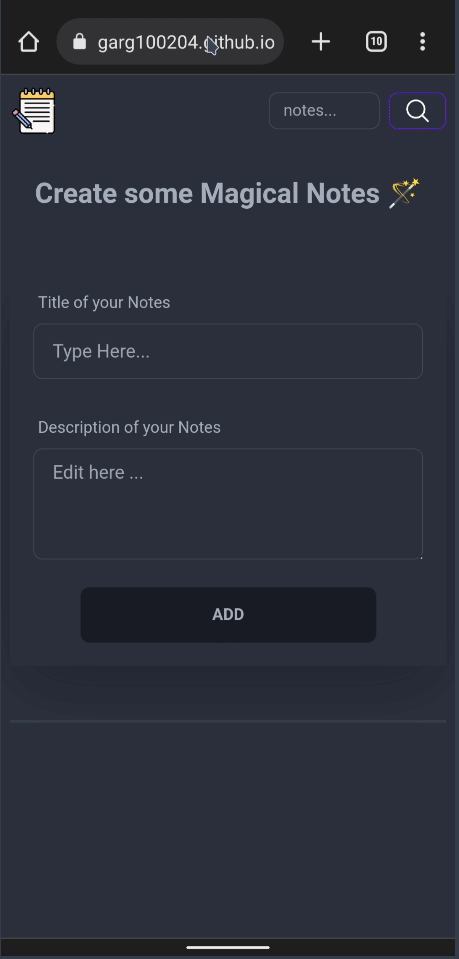 garg100204.github.io
10
notes...
Create some Magical Notes
Title of your Notes
Type Here...
Description of your Notes
Edit here ...
ADD